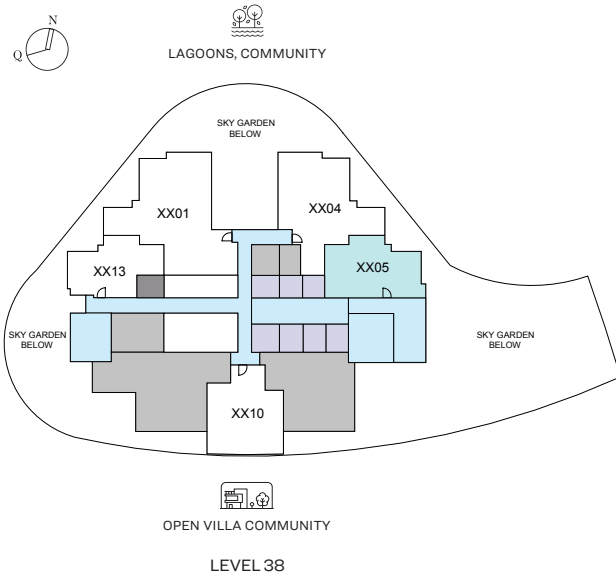 N
Q
LAGOONS, COMMUNITY
SKY GARDEN
BELOW
XX01
XX04
XX13
XX05
SKY GARDEN
BELOW
SKY GARDEN
BELOW
XX10
OPEN VILLA COMMUNITY
LEVEL 38